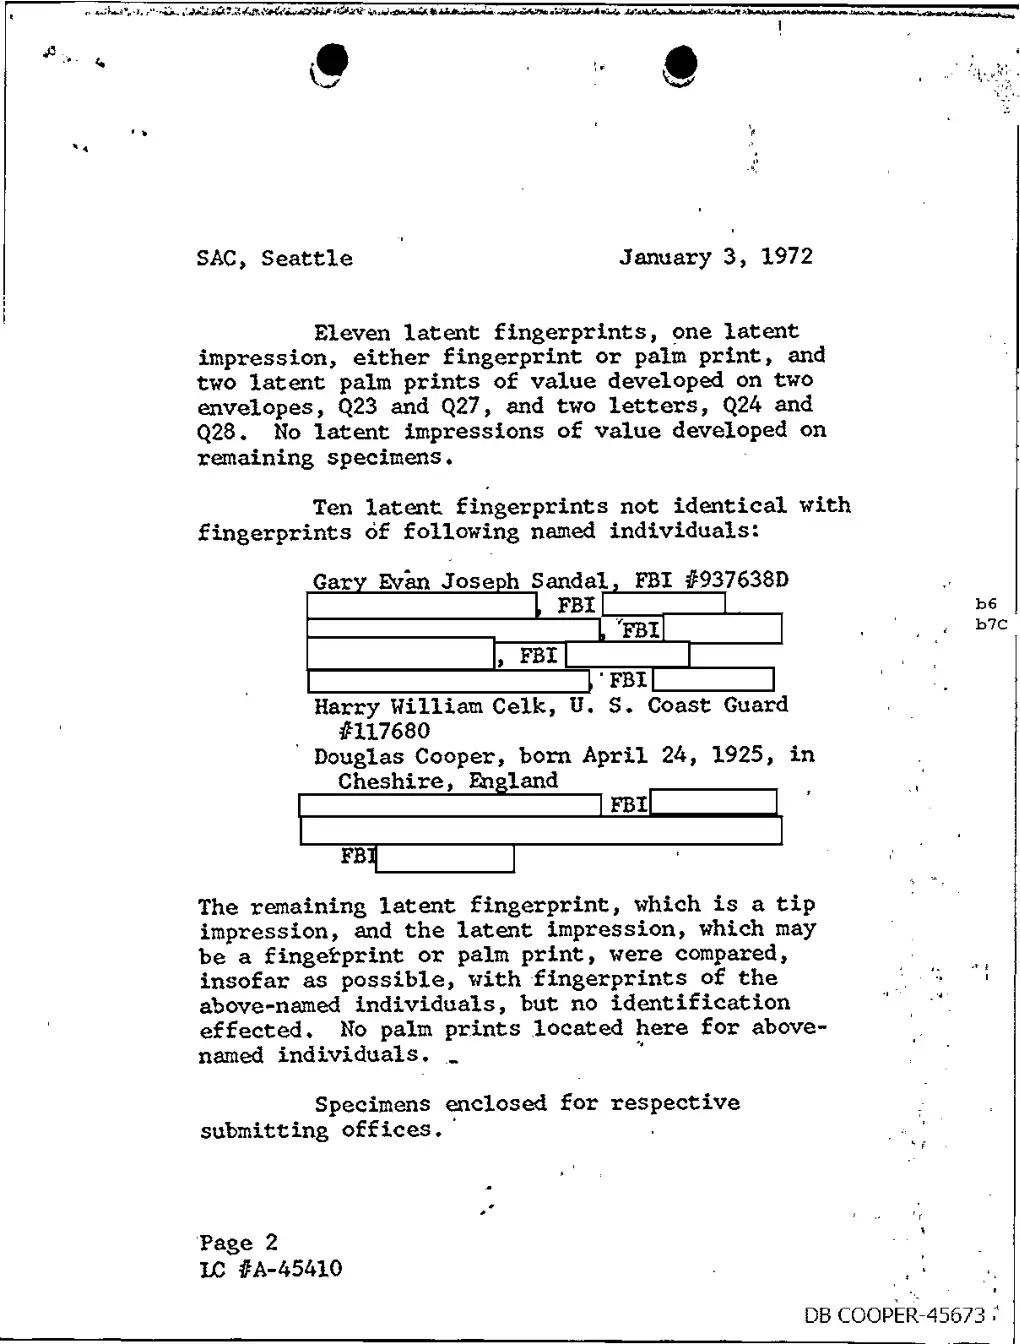 SAC, Seattle January 3, 1972
Eleven latent fingerprints, one latent
impression, either fingerprint or palm print, and
two latent palm prints of value developed on two
envelopes, Q23 and Q27, and two letters, Q24 and
Q28. No latent impressions of value developed on
remaining specimens.
Ten latent fingerprints not identical with
fingerprints of following named individuals:
Gary Evan Joseph Sandal, FBI #937638D
, FBI
b6
, FBI
b7C
, FBI
, FBI
Harry William Celk, U. S. Coast Guard
#117680
Douglas Cooper, born April 24, 1925, in
Cheshire, England
FBI
FBI
The remaining latent fingerprint, which is a tip
impression, and the latent impression, which may
be a fingerprint or palm print, were compared,
insofar as possible, with fingerprints of the
above-named individuals, but no identification
effected. No palm prints located here for above-
named individuals.
Specimens enclosed for respective
submitting offices.
Page 2
LC #A-45410
DB COOPER-45673